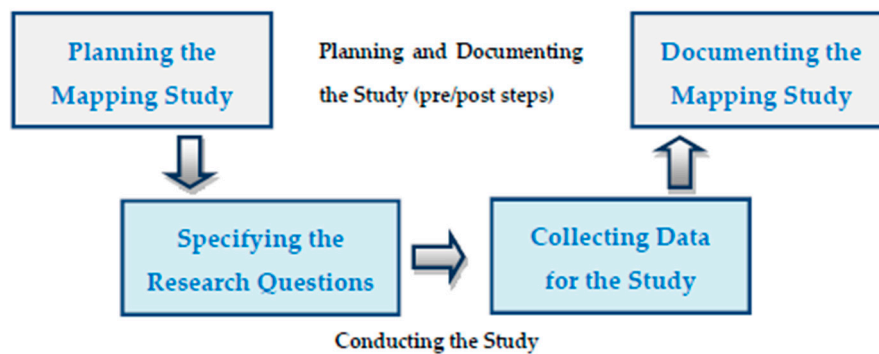 Planning the
Mapping Study
Planning and Documenting
the Study (pre/post steps)
Documenting the
Mapping Study
Specifying the
Research Questions
Collecting Data
for the Study
Conducting the Study